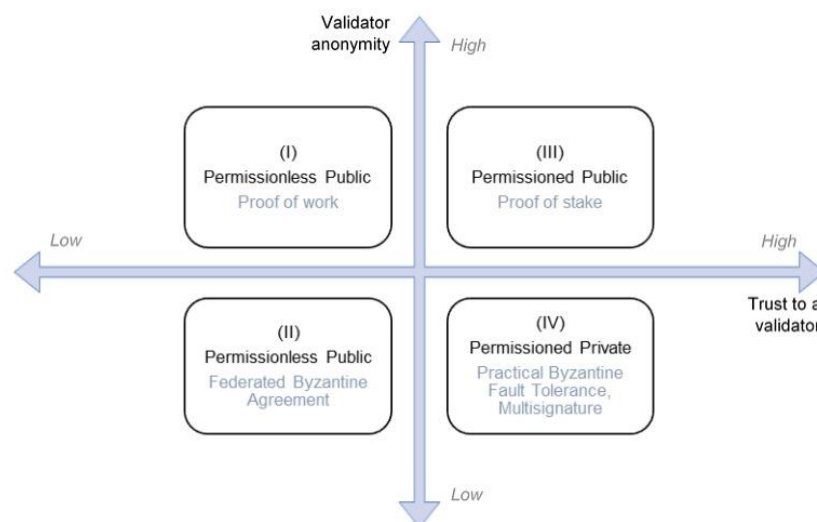 Validator
anonymity
High
(I)
Permissionless Public
Proof of work
(III)
Permissioned Public
Proof of stake
Low
High
Trust to a
validator
(II)
Permissionless Public
Federated Byzantine
Agreement
(IV)
Permissioned Private
Practical Byzantine
Fault Tolerance,
Multisignature
Low